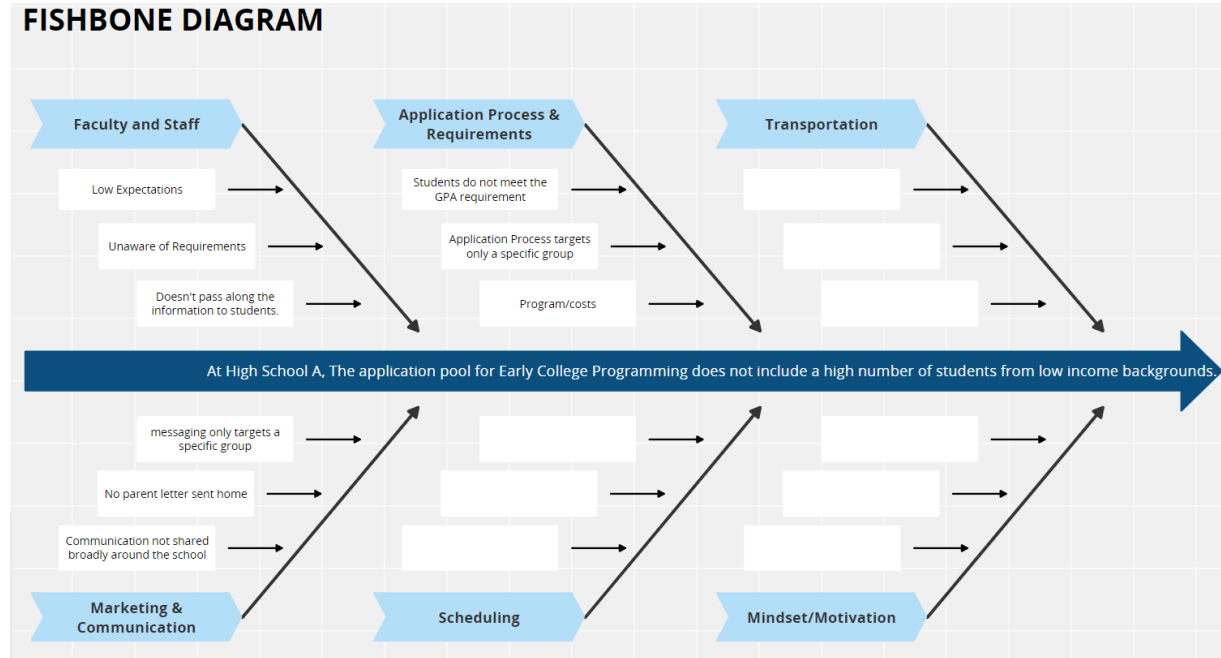 FISHBONE DIAGRAM
Faculty and Staff
Application Process &
Requirements
Transportation
Low Expectations
Students do not meet the
GPA requirement
Unaware of Requirements
Application Process targets
only a specific group
Doesn't pass along the
information to students.
Program/costs
At High School A, The application pool for Early College Programming does not include a high number of students from low income backgrounds.
messaging only targets a
specific group
No parent letter sent home
Communication not shared
broadly around the school
Marketing &
Communication
Scheduling
Mindset/Motivation